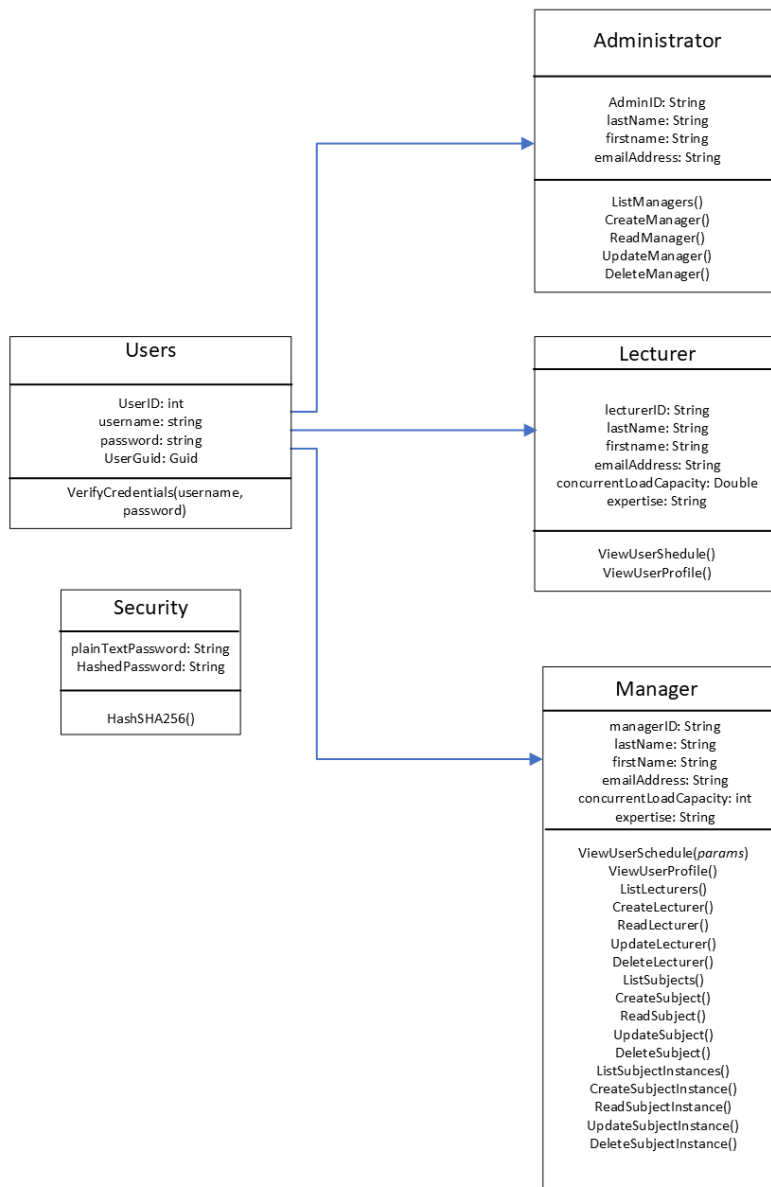 Administrator
AdminID: String
lastName: String
firstname: String
emailAddress: String
ListManagers()
CreateManager()
ReadManager()
UpdateManager()
DeleteManager()
Users
UserID: int
username: string
password: string
UserGuid: Guid
VerifyCredentials(username,
password)
Lecturer
lecturerID: String
lastName: String
firstname: String
emailAddress: String
concurrentLoadCapacity: Double
expertise: String
ViewUserShedule()
ViewUserProfile()
Security
plainTextPassword: String
HashedPassword: String
HashSHA256()
Manager
managerID: String
lastName: String
firstName: String
emailAddress: String
concurrentLoadCapacity: int
expertise: String
ViewUserSchedule(params)
ViewUserProfile()
ListLecturers()
CreateLecturer()
ReadLecturer()
UpdateLecturer()
DeleteLecturer()
ListSubjects()
CreateSubject()
ReadSubject()
UpdateSubject()
DeleteSubject()
ListSubjectInstances()
CreateSubjectInstance()
ReadSubjectInstance()
UpdateSubjectInstance()
DeleteSubjectInstance()